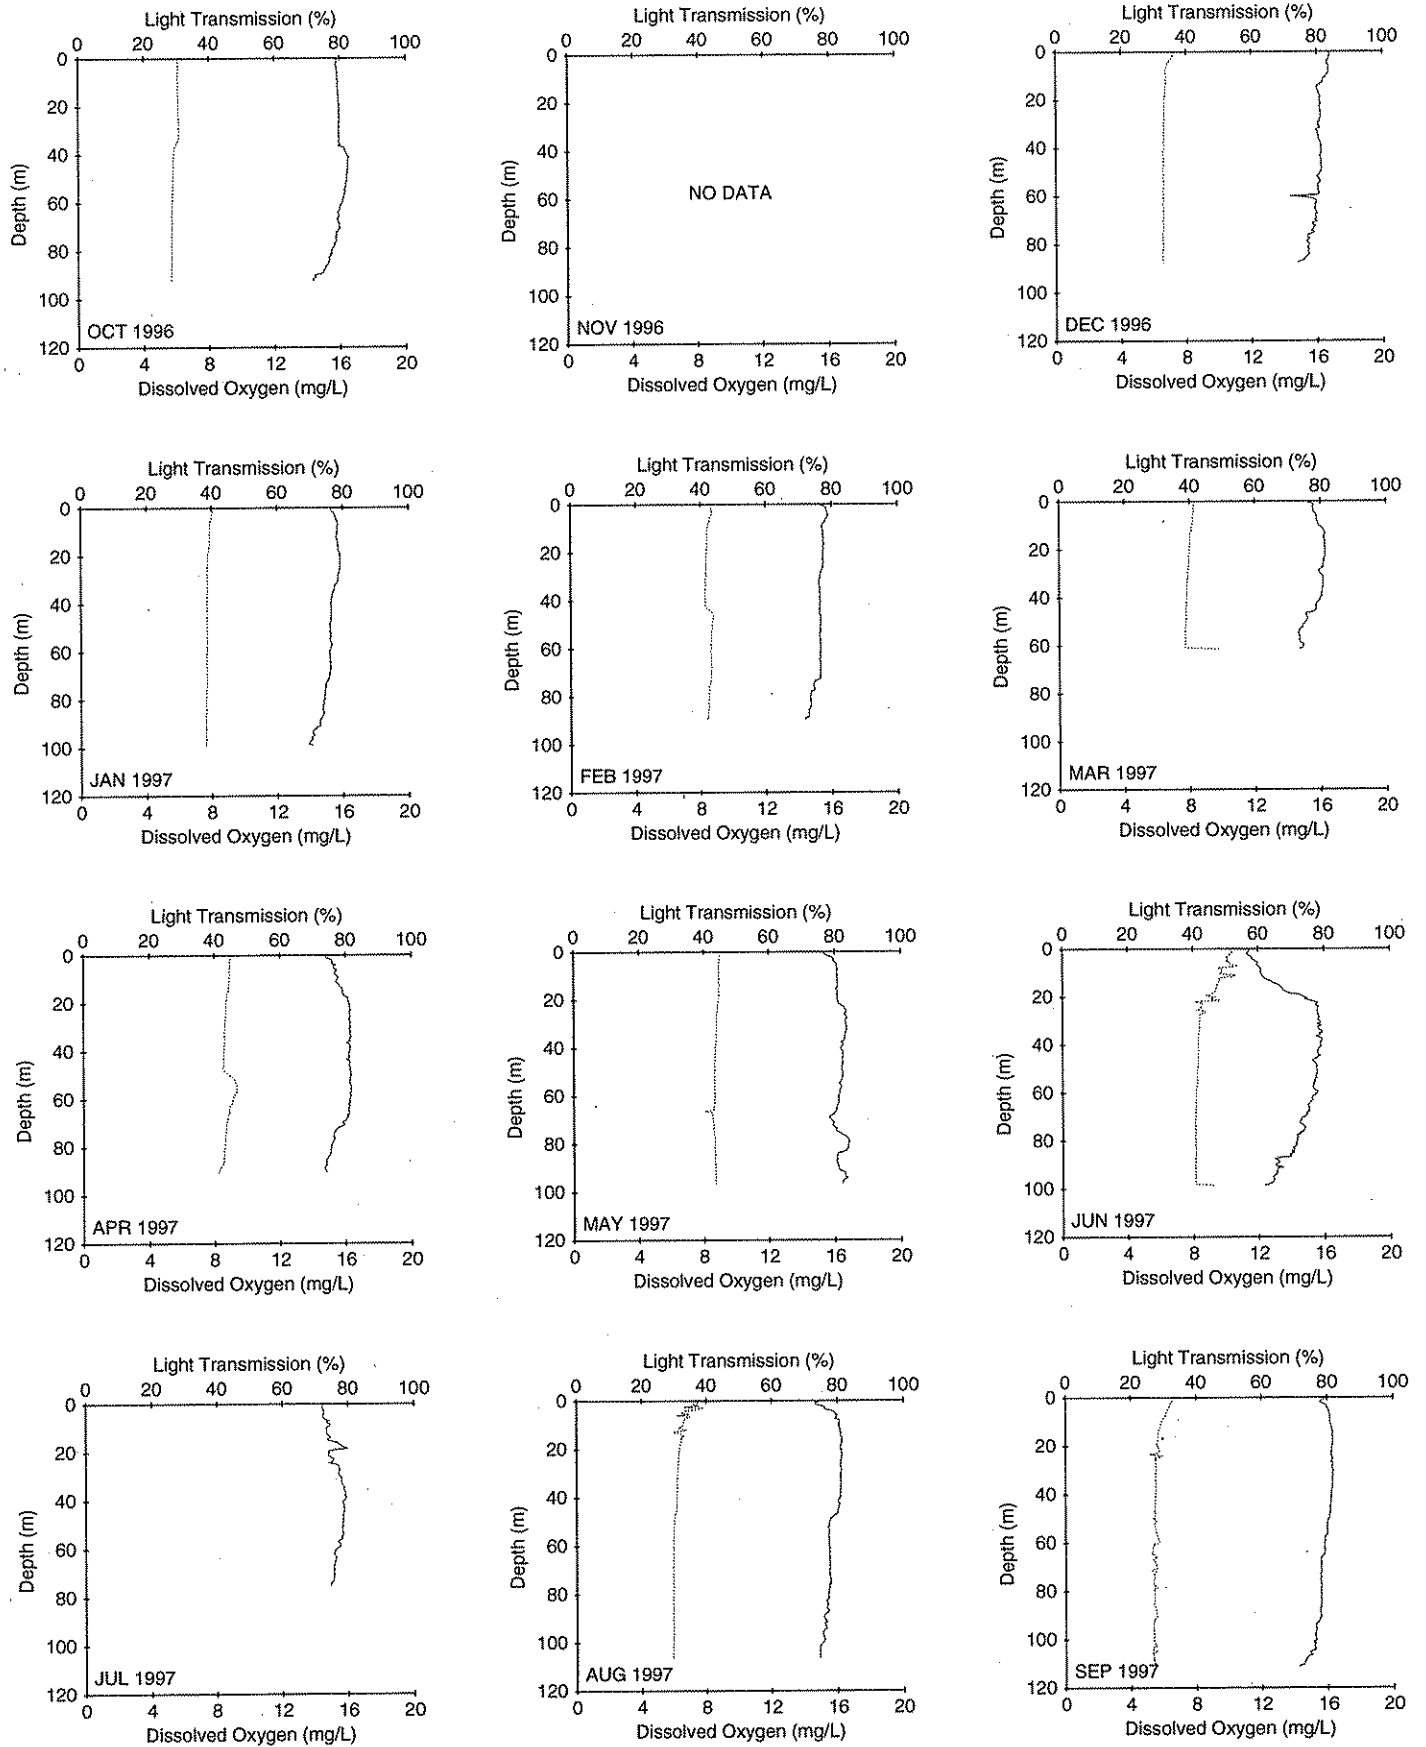 Light Transmission (%)
0 20 40 60 80 100
0
20
40
60
80
100
120
Depth (m)
OCT 1996
0 4 8 12 16 20
Dissolved Oxygen (mg/L)
Light Transmission (%)
0 20 40 60 80 100
0
20
40
60
80
100
120
Depth (m)
NO DATA
NOV 1996
0 4 8 12 16 20
Dissolved Oxygen (mg/L)
Light Transmission (%)
0 20 40 60 80 100
0
20
40
60
80
100
120
Depth (m)
DEC 1996
0 4 8 12 16 20
Dissolved Oxygen (mg/L)
Light Transmission (%)
0 20 40 60 80 100
0
20
40
60
80
100
120
Depth (m)
JAN 1997
0 4 8 12 16 20
Dissolved Oxygen (mg/L)
Light Transmission (%)
0 20 40 60 80 100
0
20
40
60
80
100
120
Depth (m)
FEB 1997
0 4 8 12 16 20
Dissolved Oxygen (mg/L)
Light Transmission (%)
0 20 40 60 80 100
0
20
40
60
80
100
120
Depth (m)
MAR 1997
0 4 8 12 16 20
Dissolved Oxygen (mg/L)
Light Transmission (%)
0 20 40 60 80 100
0
20
40
60
80
100
120
Depth (m)
APR 1997
0 4 8 12 16 20
Dissolved Oxygen (mg/L)
Light Transmission (%)
0 20 40 60 80 100
0
20
40
60
80
100
120
Depth (m)
MAY 1997
0 4 8 12 16 20
Dissolved Oxygen (mg/L)
Light Transmission (%)
0 20 40 60 80 100
0
20
40
60
80
100
120
Depth (m)
JUN 1997
0 4 8 12 16 20
Dissolved Oxygen (mg/L)
Light Transmission (%)
0 20 40 60 80 100
0
20
40
60
80
100
120
Depth (m)
JUL 1997
0 4 8 12 16 20
Dissolved Oxygen (mg/L)
Light Transmission (%)
0 20 40 60 80 100
0
20
40
60
80
100
120
Depth (m)
AUG 1997
0 4 8 12 16 20
Dissolved Oxygen (mg/L)
Light Transmission (%)
0 20 40 60 80 100
0
20
40
60
80
100
120
Depth (m)
SEP 1997
0 4 8 12 16 20
Dissolved Oxygen (mg/L)